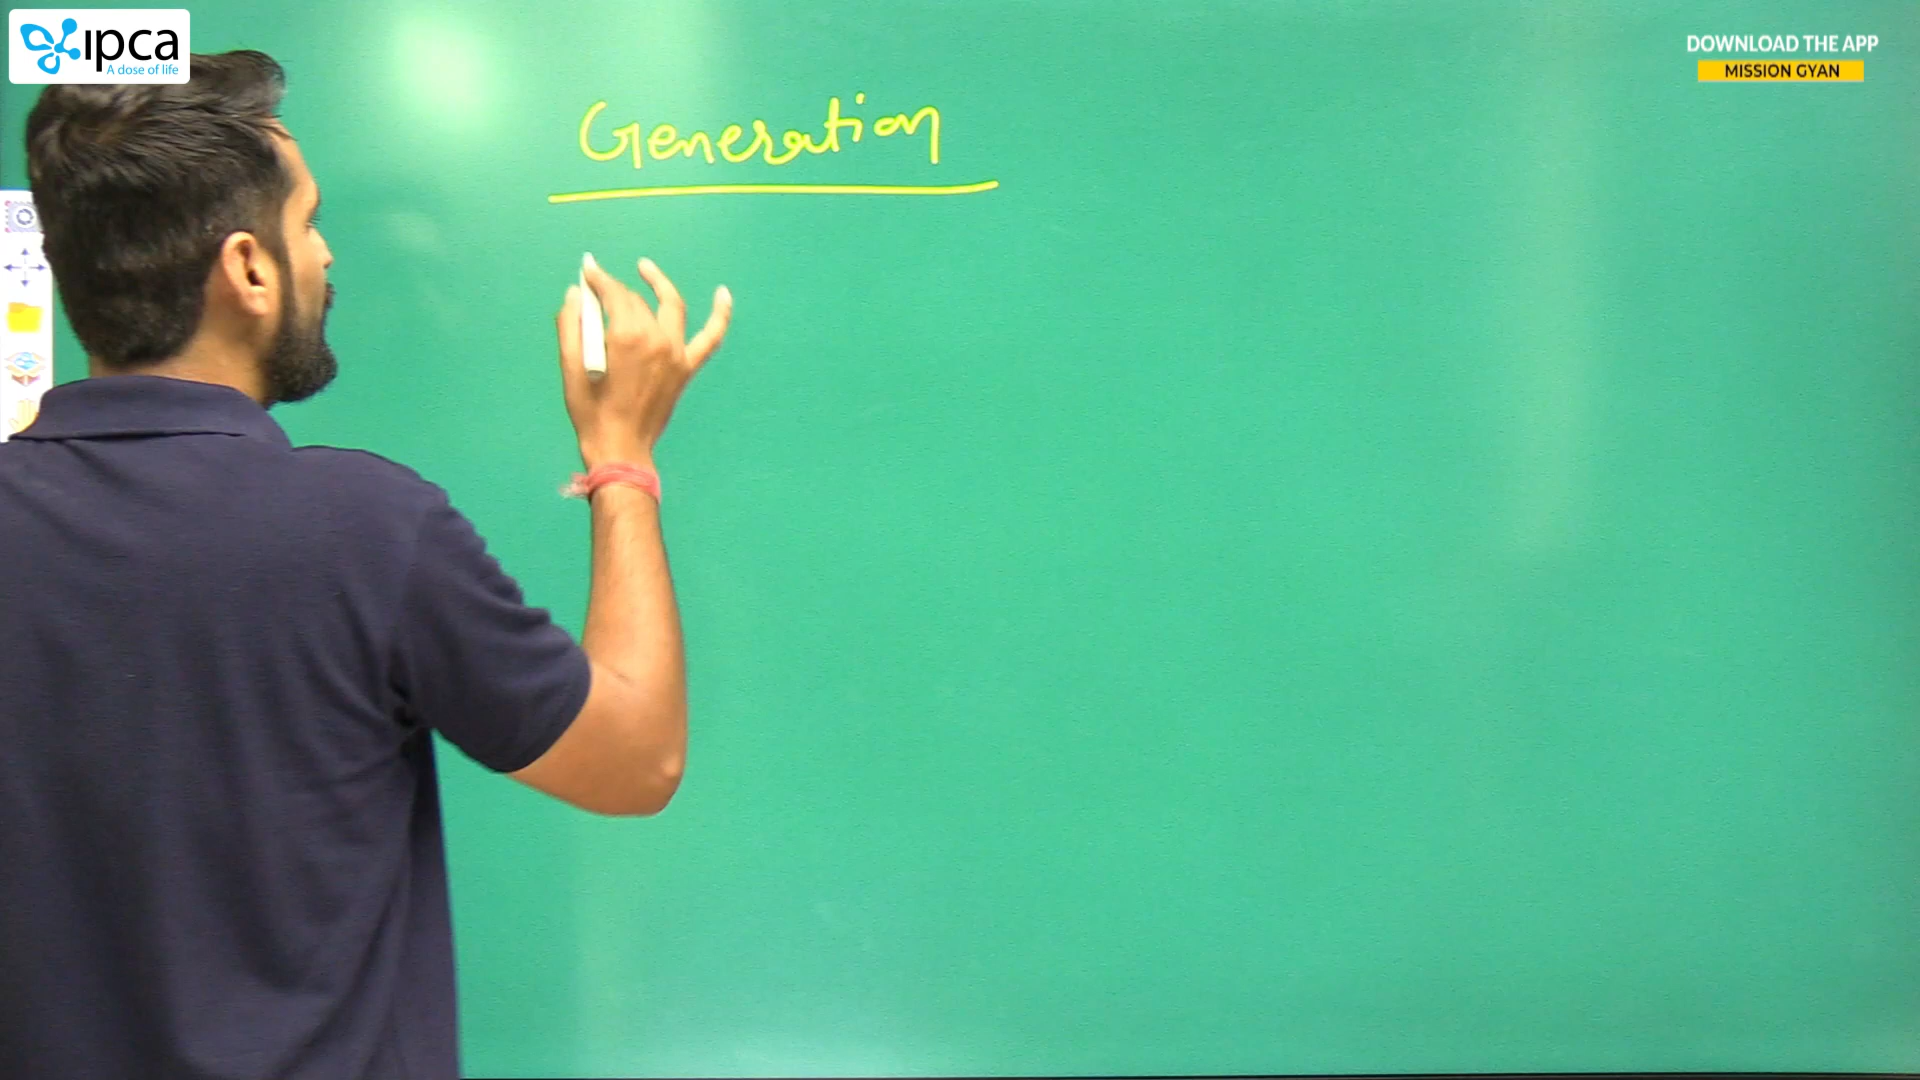 ipca
A dose of life
DOWNLOAD THE APP
MISSION GYAN
Generation